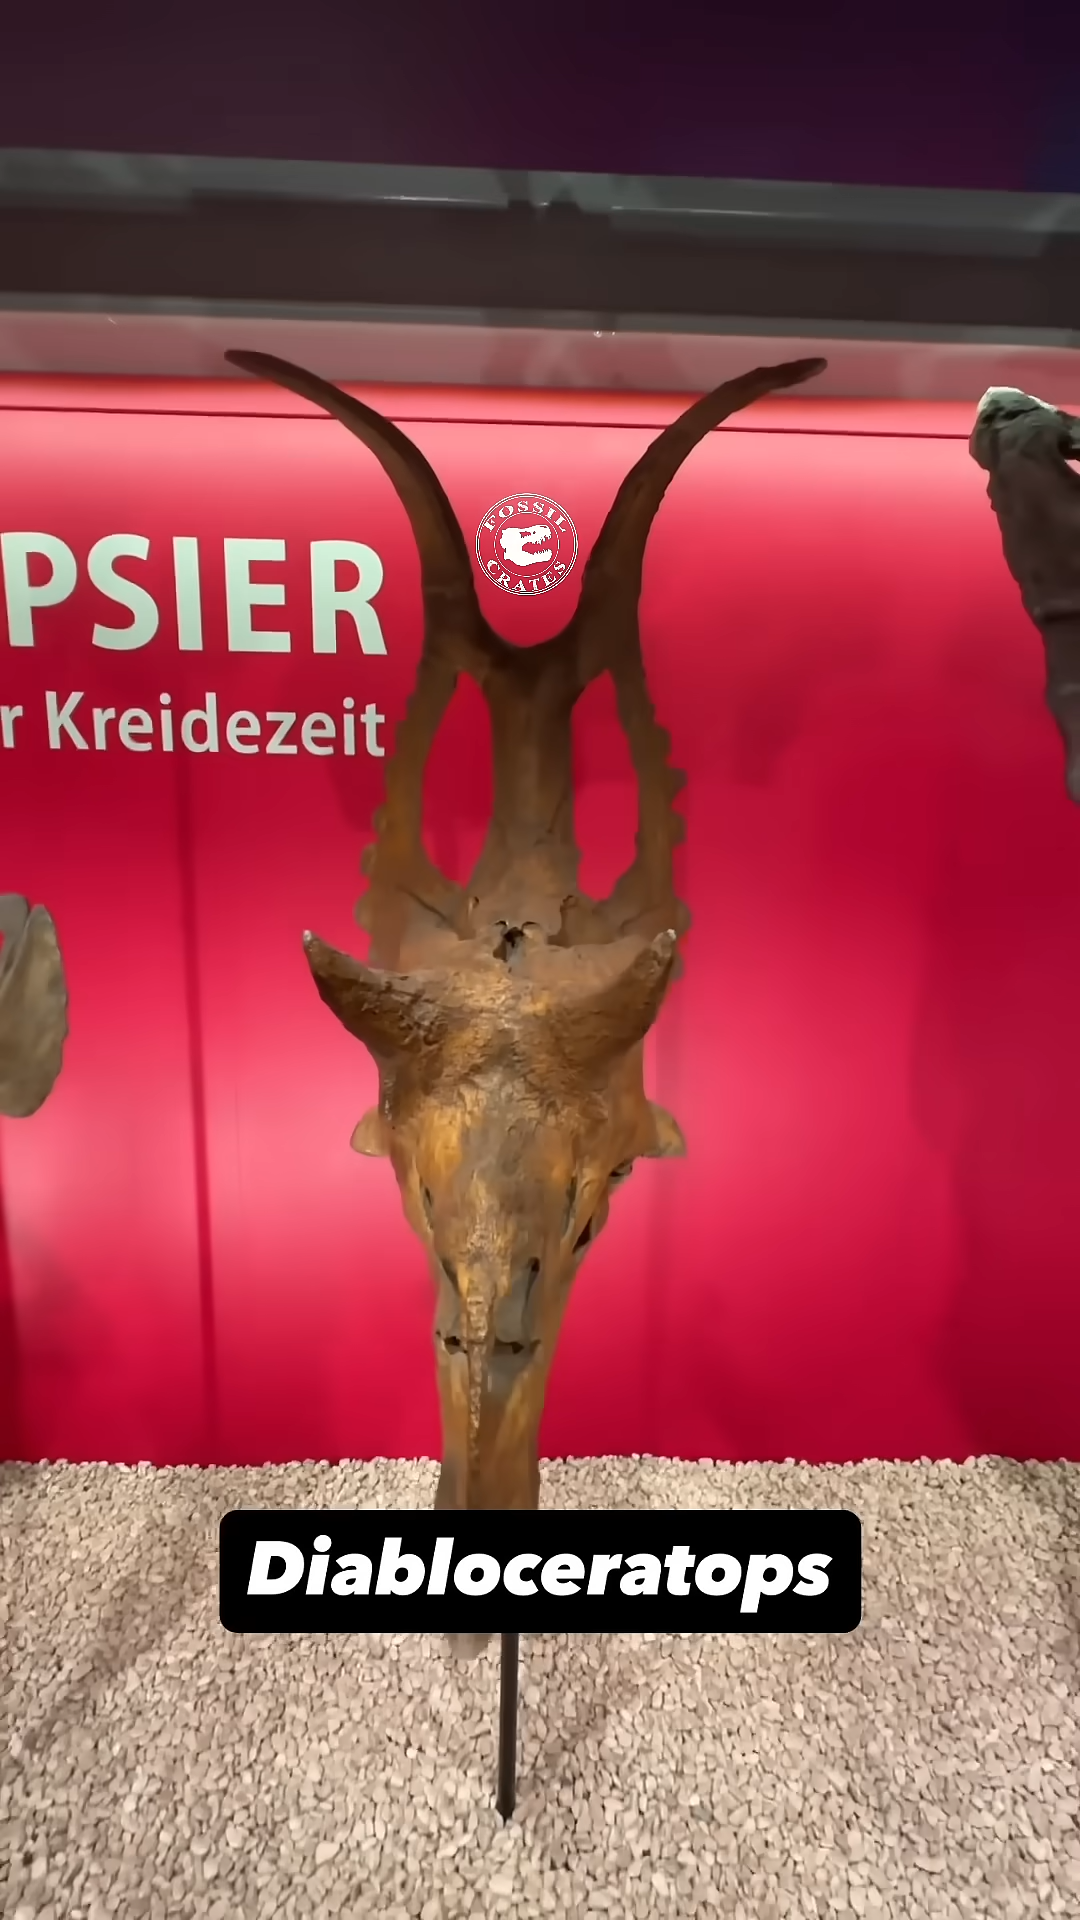 FOSSIL
CRATES
PSIER
r Kreidezeit
Diabloceratops